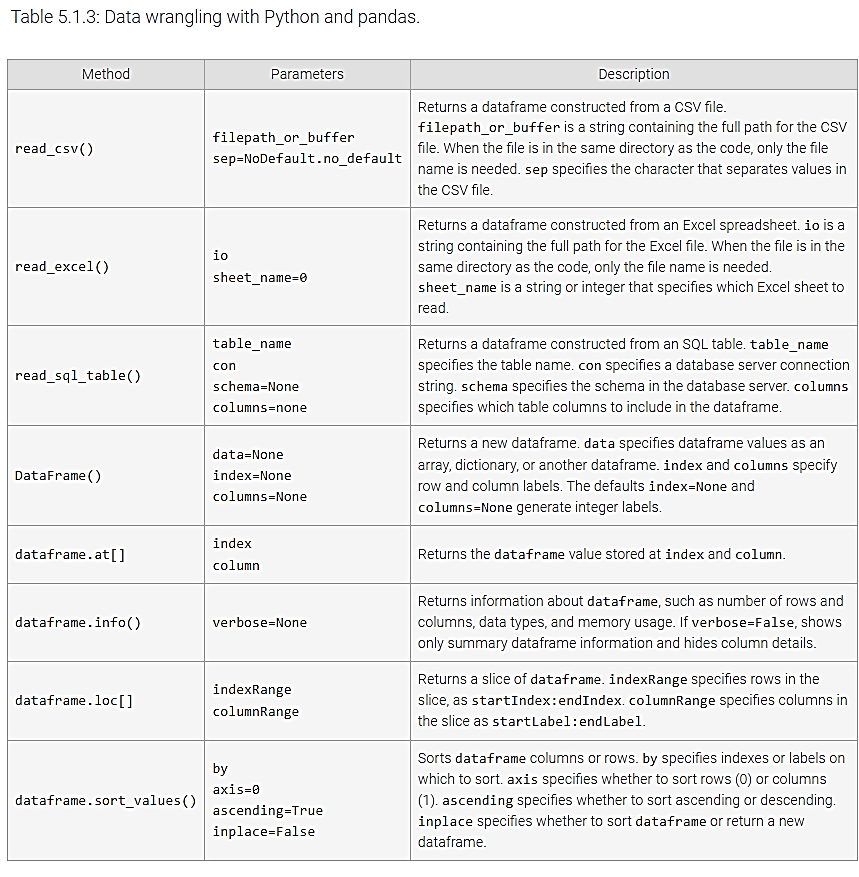 Table 5.1.3: Data wrangling with Python and pandas.
Method Parameters Description
read_csv()
filepath_or_buffer
sep=NoDefault.no_default
Returns a dataframe constructed from a CSV file.
filepath_or_buffer is a string containing the full path for the CSV
file. When the file is in the same directory as the code, only the file
name is needed. sep specifies the character that separates values in
the CSV file.
read_excel()
io
sheet_name=0
Returns a dataframe constructed from an Excel spreadsheet. io is a
string containing the full path for the Excel file. When the file is in the
same directory as the code, only the file name is needed.
sheet_name is a string or integer that specifies which Excel sheet to
read.
read_sql_table()
table_name
con
schema=None
columns=none
Returns a dataframe constructed from an SQL table. table_name
specifies the table name. con specifies a database server connection
string. schema specifies the schema in the database server. columns
specifies which table columns to include in the dataframe.
DataFrame()
data=None
index=None
columns=None
Returns a new dataframe. data specifies dataframe values as an
array, dictionary, or another dataframe. index and columns specify
row and column labels. The defaults index=None and
columns=None generate integer labels.
dataframe.at[]
index
column
Returns the dataframe value stored at index and column.
dataframe.info()
verbose=None
Returns information about dataframe, such as number of rows and
columns, data types, and memory usage. If verbose=False, shows
only summary dataframe information and hides column details.
dataframe.loc[]
indexRange
columnRange
Returns a slice of dataframe. indexRange specifies rows in the
slice, as startIndex:endIndex. columnRange specifies columns in
the slice as startLabel:endLabel.
dataframe.sort_values()
by
axis=0
ascending=True
inplace=False
Sorts dataframe columns or rows. by specifies indexes or labels on
which to sort. axis specifies whether to sort rows (0) or columns
(1). ascending specifies whether to sort ascending or descending.
inplace specifies whether to sort dataframe or return a new
dataframe.